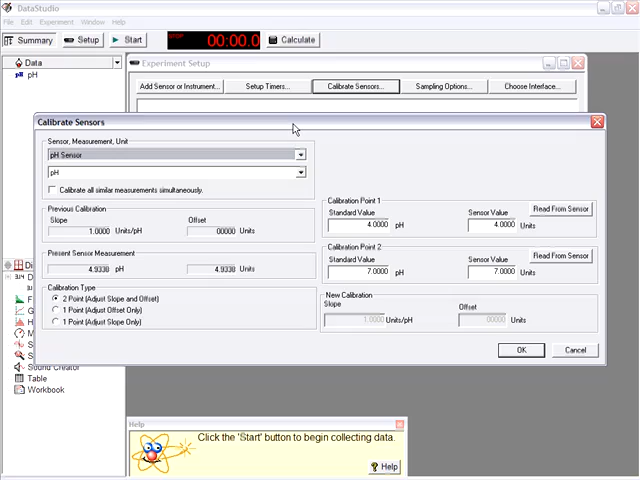 DataStudio
File Edit Experiment Window Help
Summary Setup Start 00:00.0 Calculate
Data
pH
Experiment Setup
Add Sensor or Instrument... Setup Timers... Calibrate Sensors... Sampling Options... Choose Interface...
Calibrate Sensors
Sensor, Measurement, Unit
pH Sensor
pH
Calibrate all similar measurements simultaneously.
Previous Calibration
Slope Offset
1.0000 Units/pH 00000 Units
Present Sensor Measurement
4.9338 pH 4.9338 Units
Calibration Type
2 Point (Adjust Slope and Offset)
1 Point (Adjust Offset Only)
1 Point (Adjust Slope Only)
Calibration Point 1
Standard Value Sensor Value Read From Sensor
4.0000 pH 4.0000 Units
Calibration Point 2
Standard Value Sensor Value Read From Sensor
7.0000 pH 7.0000 Units
New Calibration
Slope Offset
1.0000 Units/pH 00000 Units
OK Cancel
Di
3.14 D
F
G
H
M
S
S
Sound Creator
Table
Workbook
Help
Click the 'Start' button to begin collecting data.
Help